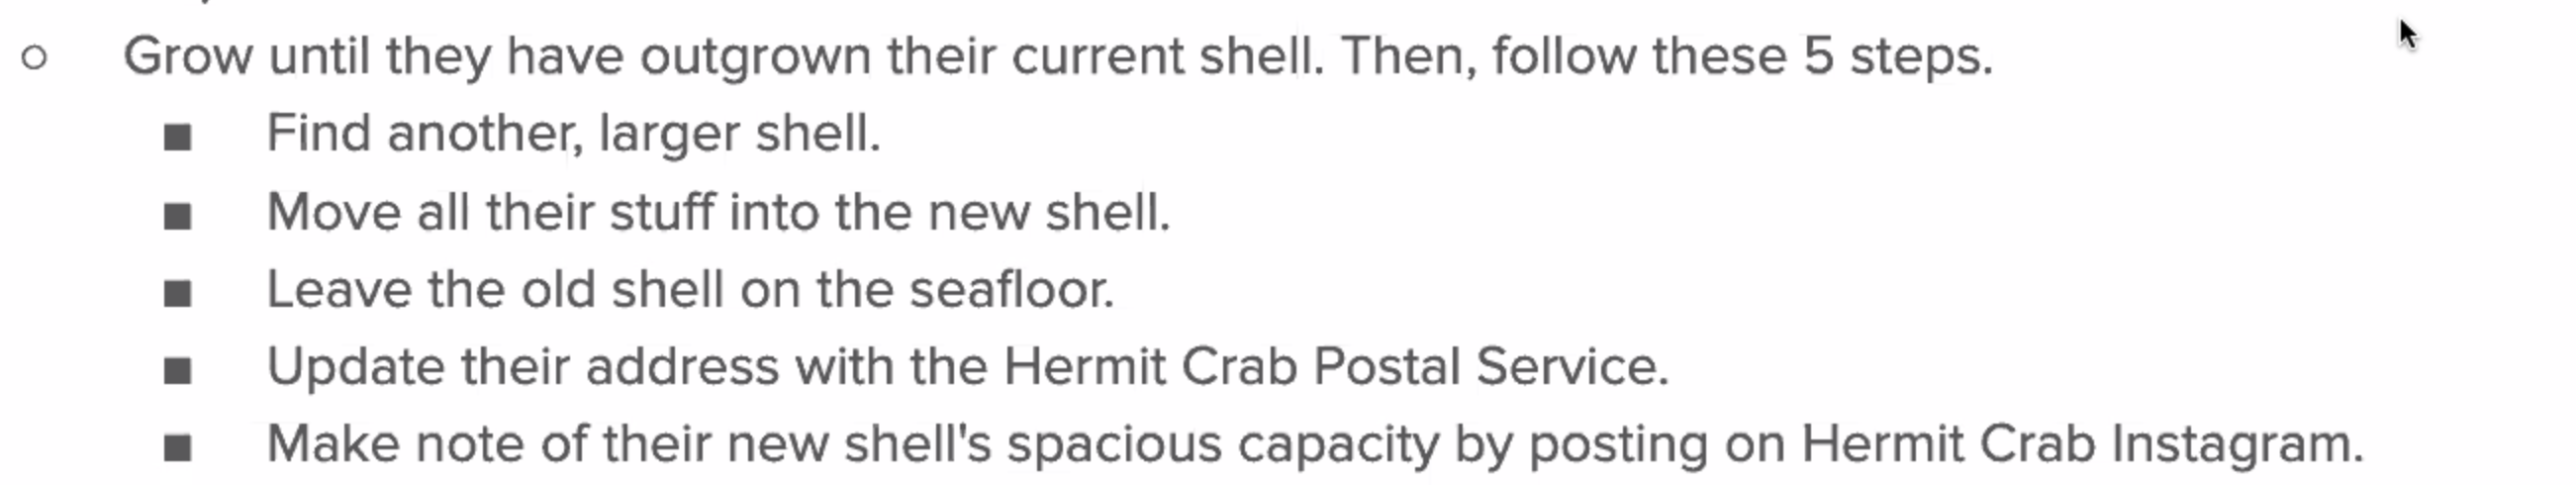 ○ Grow until they have outgrown their current shell. Then, follow these 5 steps.
■ Find another, larger shell.
■ Move all their stuff into the new shell.
■ Leave the old shell on the seafloor.
■ Update their address with the Hermit Crab Postal Service.
■ Make note of their new shell's spacious capacity by posting on Hermit Crab Instagram.